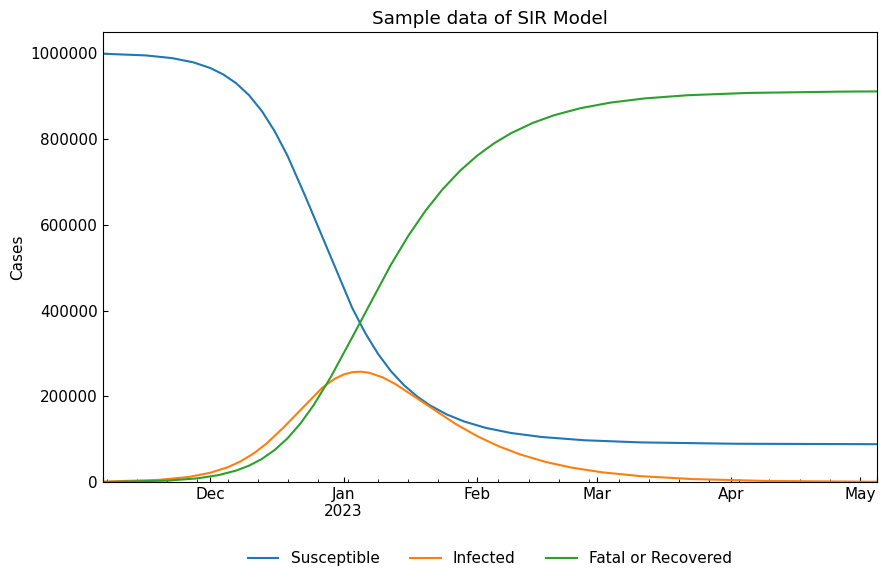 Sample data of SIR Model
1000000
800000
600000
400000
200000
0
Cases
Dec Jan Feb Mar Apr May
2023
Susceptible Infected Fatal or Recovered